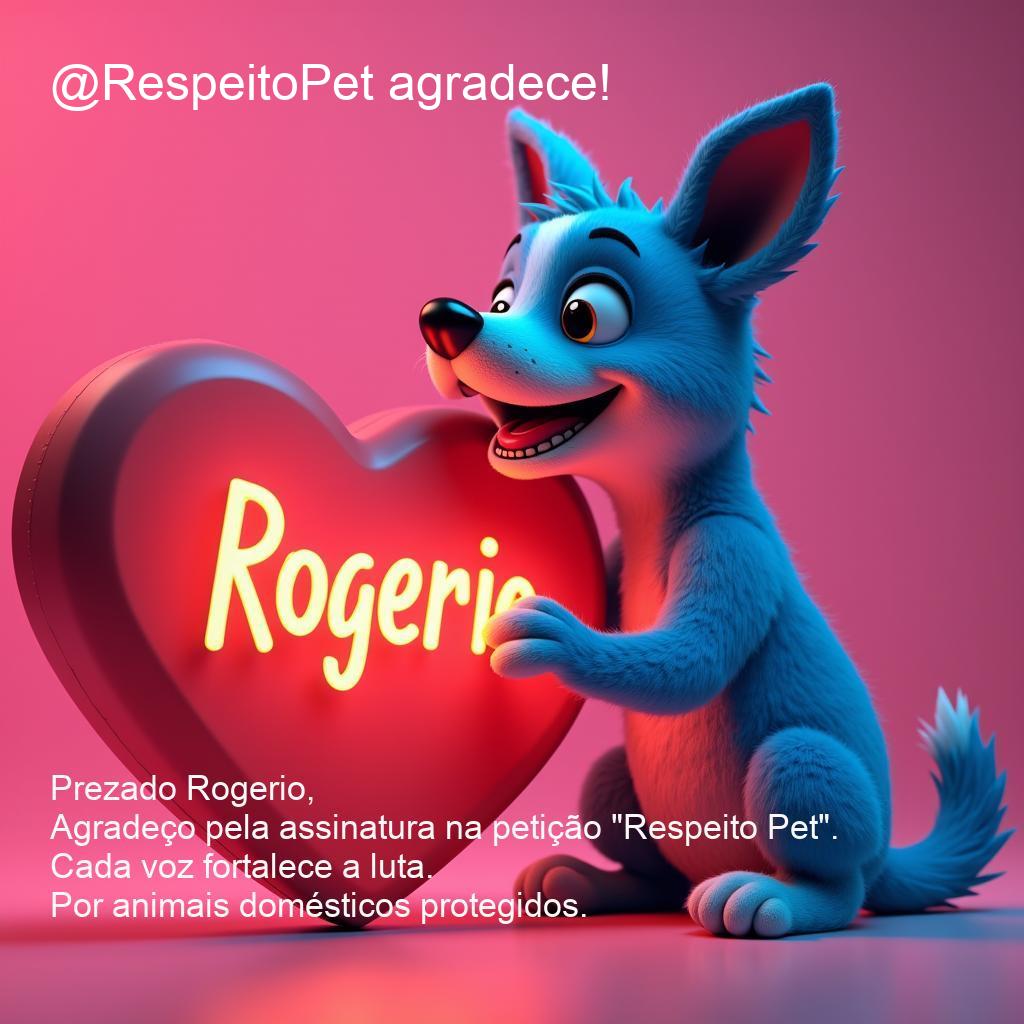 @RespeitoPet agradece!
Rogerio
Prezado Rogerio,
Agradeço pela assinatura na petição "Respeito Pet".
Cada voz fortalece a luta.
Por animais domésticos protegidos.